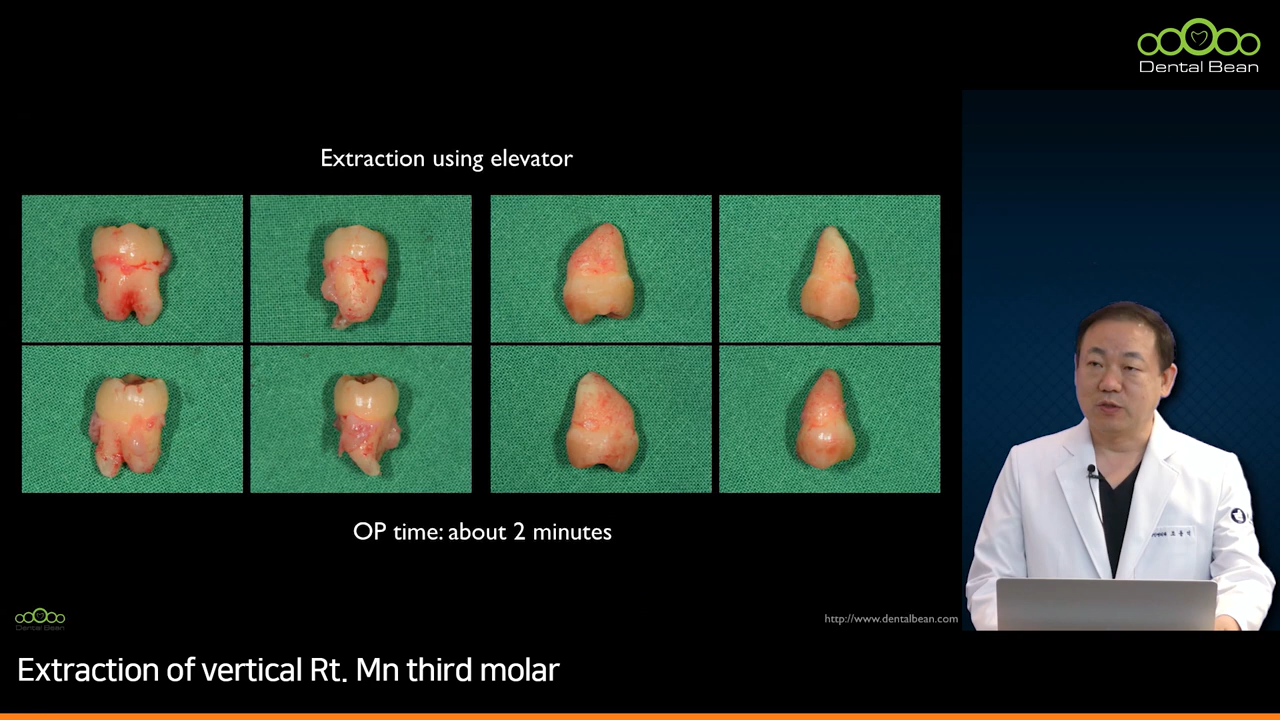 Dental Bean
Extraction using elevator
OP time: about 2 minutes
Dental Bean
http://www.dentalbean.com
Extraction of vertical Rt. Mn third molar